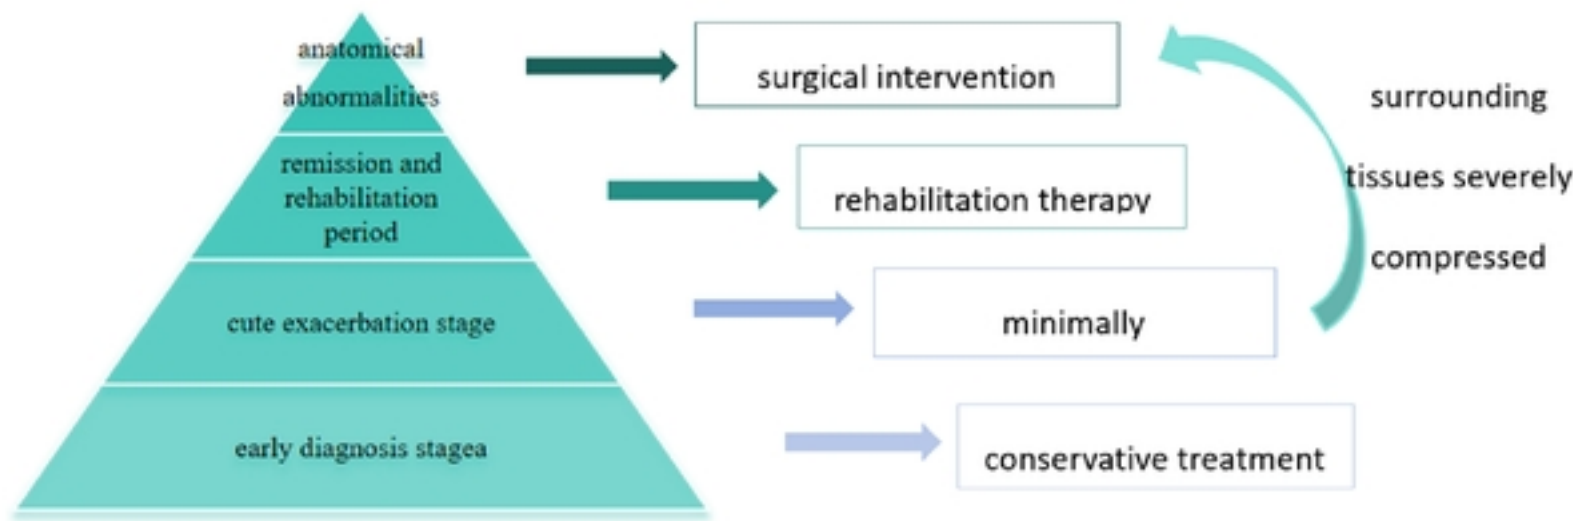 anatomical
abnormalities
surgical intervention
remission and
rehabilitation
period
rehabilitation therapy
cute exacerbation stage
minimally
early diagnosis stagea
conservative treatment
surrounding
tissues severely
compressed